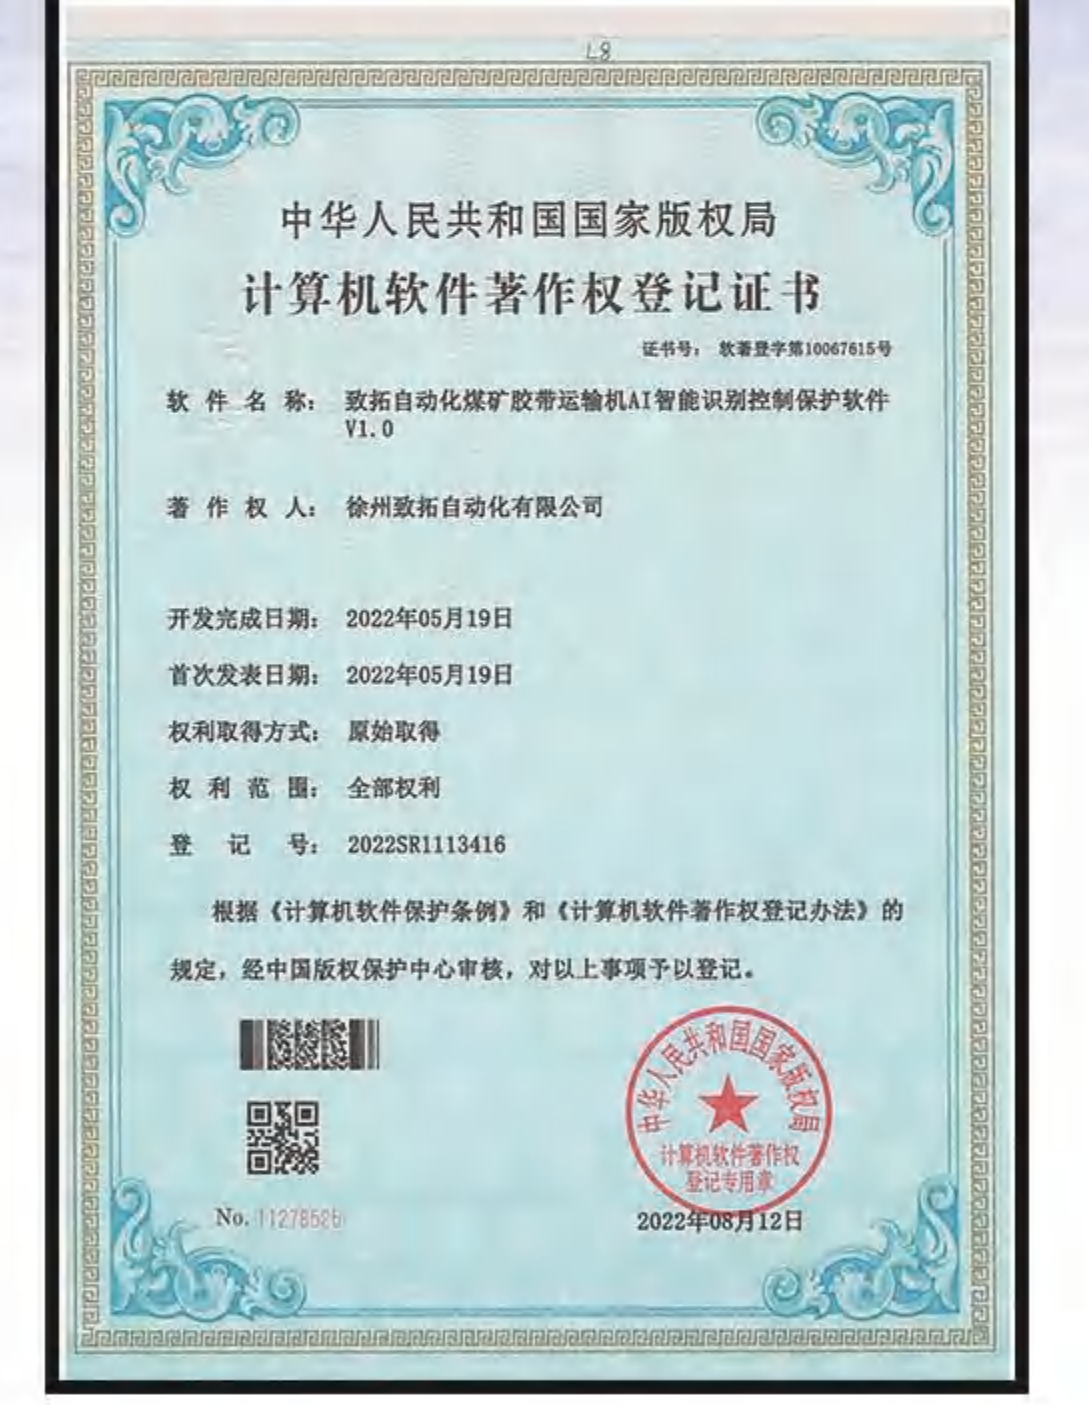 L8
中华人民共和国国家版权局
计算机软件著作权登记证书
证书号： 软著登字第10067615号
软件名称： 致拓自动化煤矿胶带运输机AI智能识别控制保护软件
V1.0
著作权人： 徐州致拓自动化有限公司
开发完成日期： 2022年05月19日
首次发表日期： 2022年05月19日
权利取得方式： 原始取得
权利范围： 全部权利
登记号： 2022SR1113416
根据《计算机软件保护条例》和《计算机软件著作权登记办法》的
规定，经中国版权保护中心审核，对以上事项予以登记。
中华人民共和国国家版权局
计算机软件著作权
登记专用章
No.
2022年08月12日